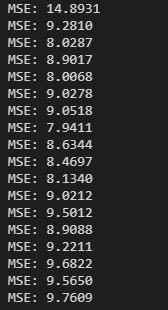 MSE: 14.8931
MSE: 9.2810
MSE: 8.0287
MSE: 8.9017
MSE: 8.0068
MSE: 9.0278
MSE: 9.0518
MSE: 7.9411
MSE: 8.6344
MSE: 8.4697
MSE: 8.1340
MSE: 9.0212
MSE: 9.5012
MSE: 8.9088
MSE: 9.2211
MSE: 9.6822
MSE: 9.5650
MSE: 9.7609